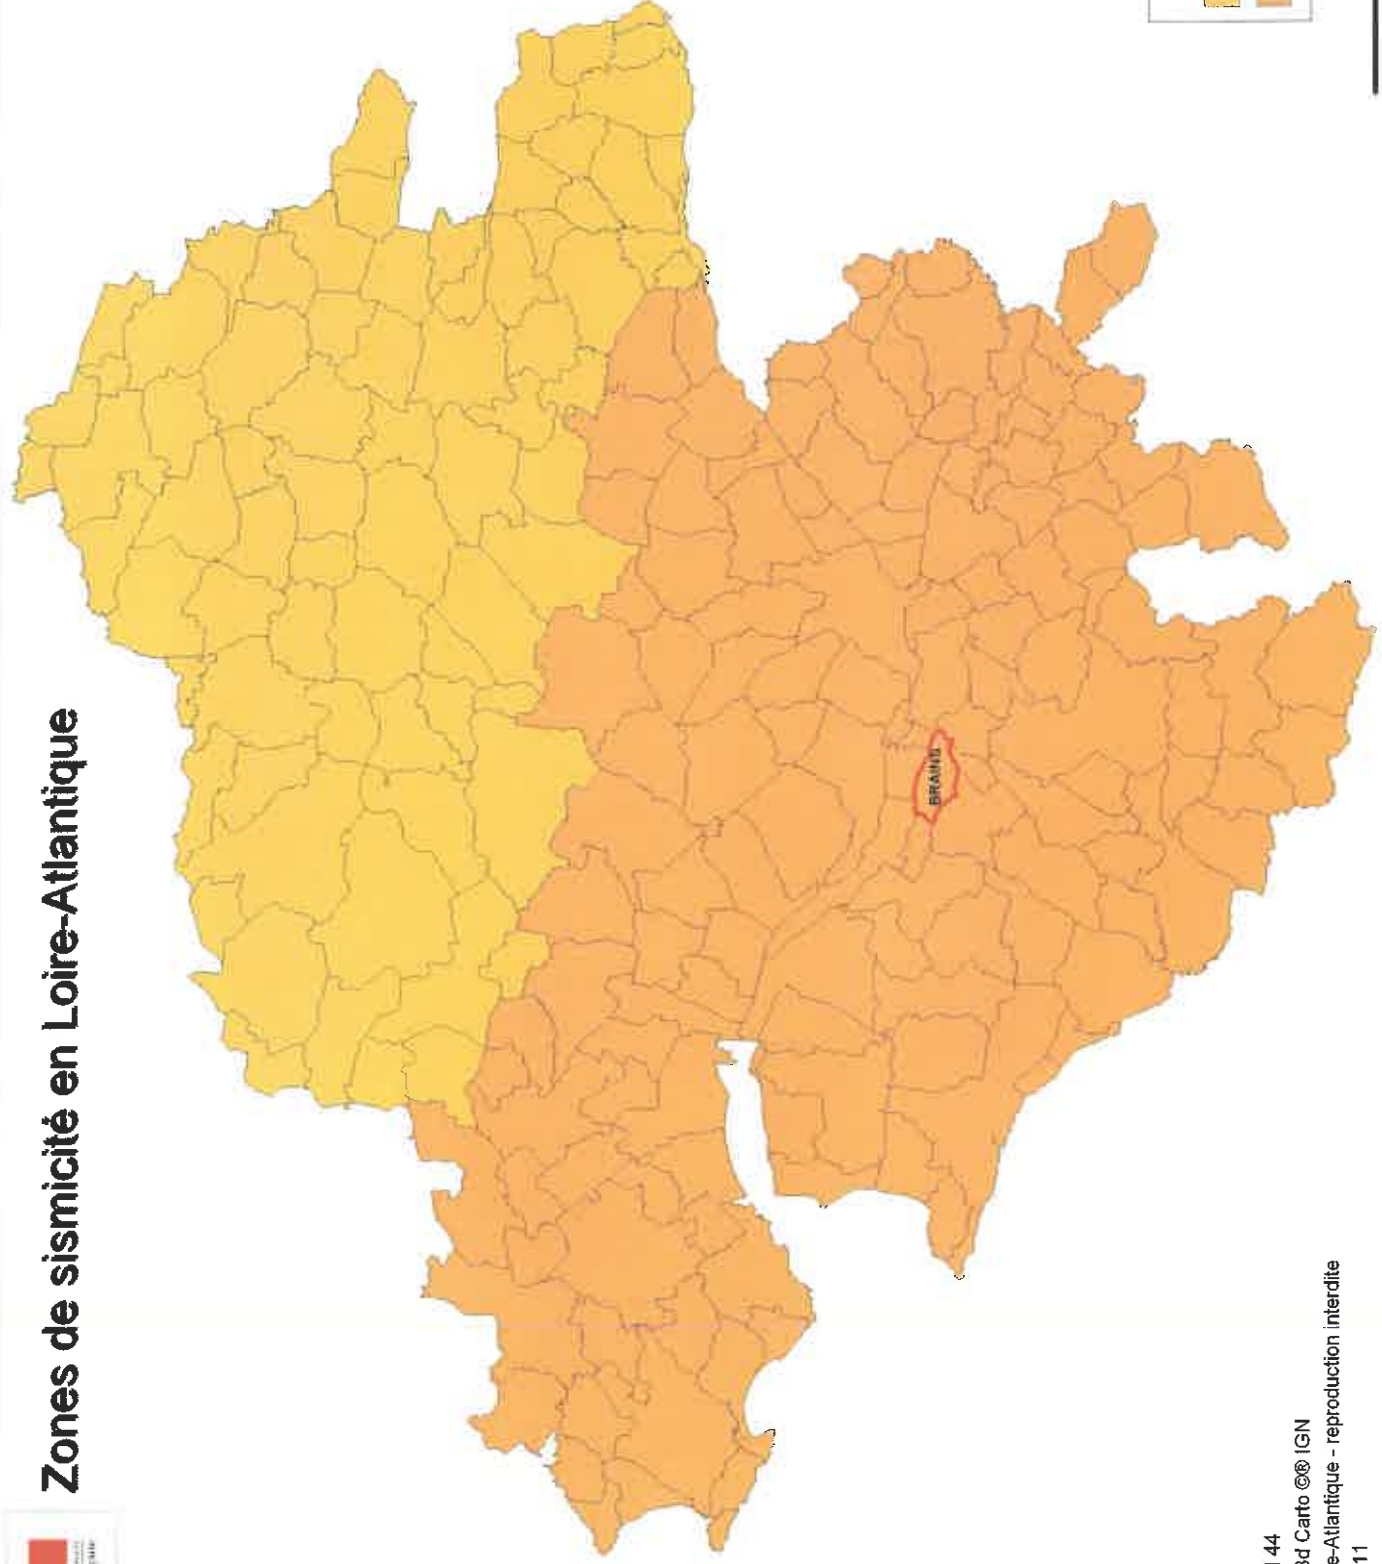 Zones de sismicité en Loire-Atlantique
BRAINS
44
3d Carto ©® IGN
e-Atlantique - reproduction interdite
11